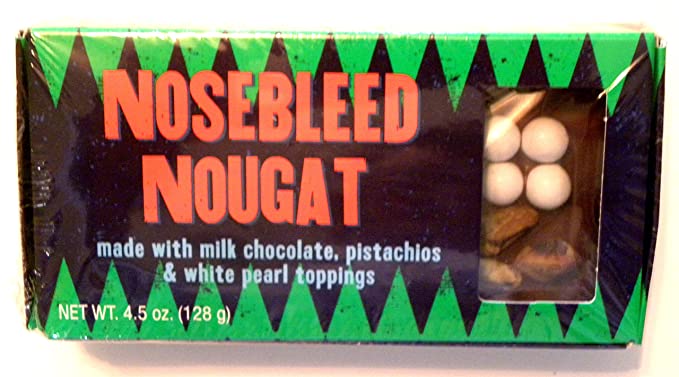 NOSEBLEED
NOUGAT
made with milk chocolate, pistachios
& white pearl toppings
NET WT. 4.5 oz. (128 g)